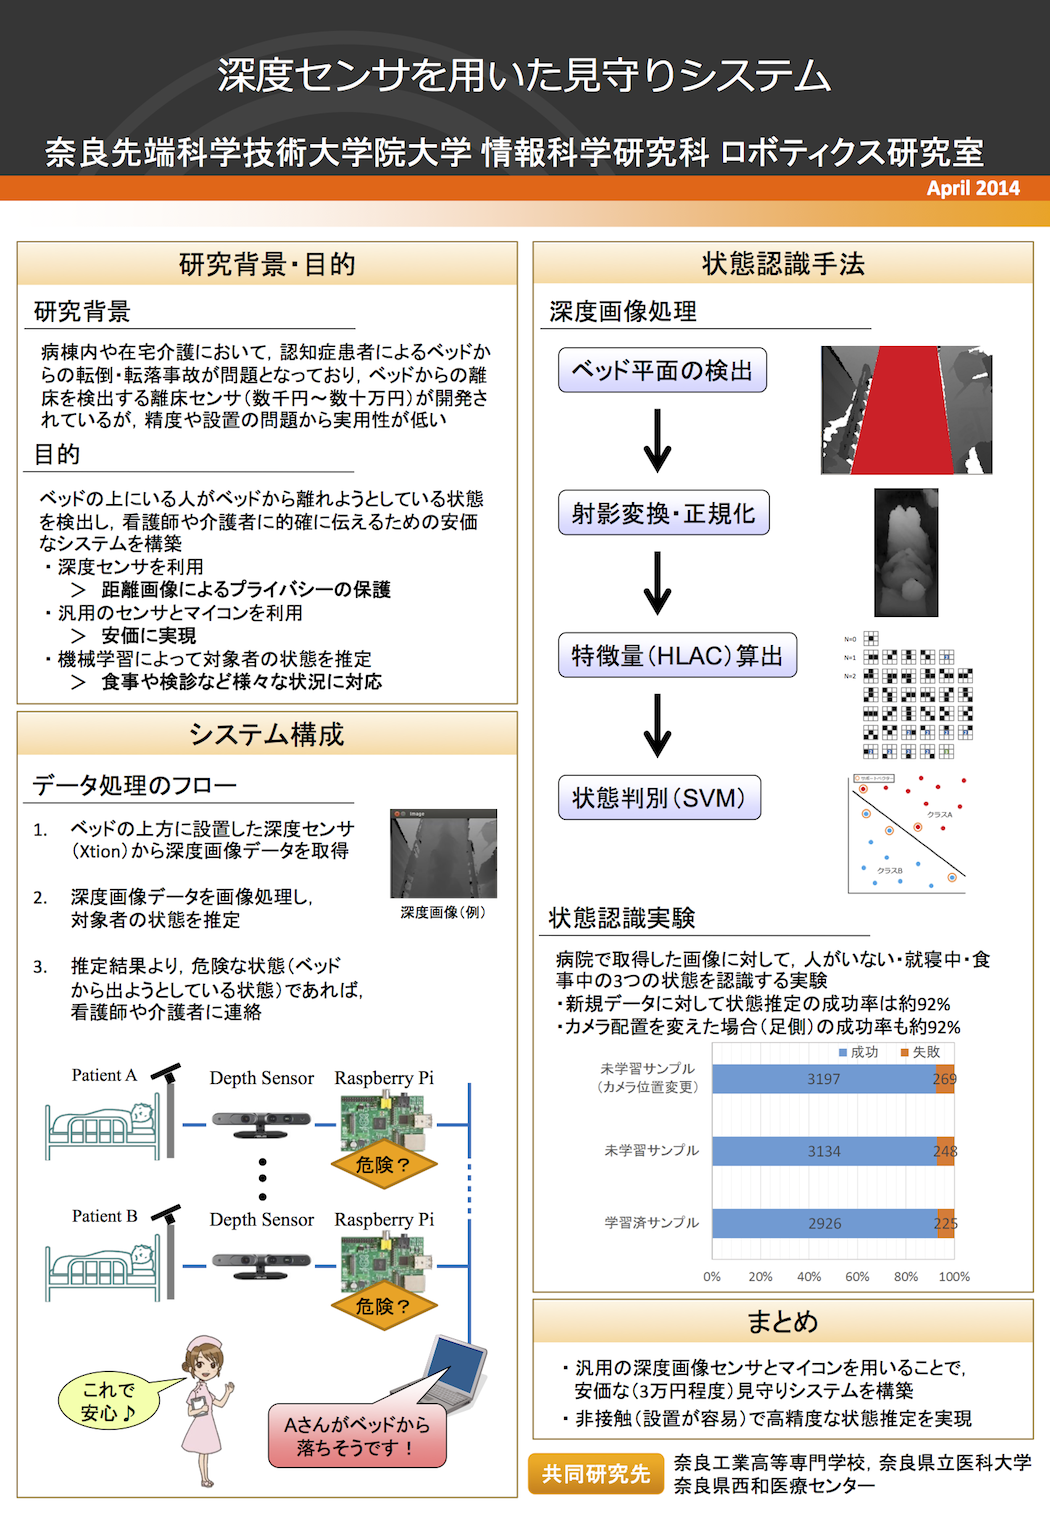 深度センサを用いた見守りシステム
奈良先端科学技術大学院大学 情報科学研究科 ロボティクス研究室
April 2014
研究背景・目的
研究背景
病棟内や在宅介護において，認知症患者によるベッドか
らの転倒・転落事故が問題となっており，ベッドからの離
床を検出する離床センサ（数千円～数十万円）が開発さ
れているが，精度や設置の問題から実用性が低い
目的
ベッドの上にいる人がベッドから離れようとしている状態
を検出し，看護師や介護者に的確に伝えるための安価
なシステムを構築
・深度センサを利用
＞ 距離画像によるプライバシーの保護
・汎用のセンサとマイコンを利用
＞ 安価に実現
・機械学習によって対象者の状態を推定
＞ 食事や検診など様々な状況に対応
システム構成
データ処理のフロー
1. ベッドの上方に設置した深度センサ
（Xtion）から深度画像データを取得
2. 深度画像データを画像処理し，
対象者の状態を推定
3. 推定結果より，危険な状態（ベッド
から出ようとしている状態）であれば，
看護師や介護者に連絡
Image
深度画像（例）
Patient A
Depth Sensor
Raspberry Pi
危険？
Patient B
Depth Sensor
Raspberry Pi
危険？
これで
安心♪
Aさんがベッドから
落ちそうです！
状態認識手法
深度画像処理
ベッド平面の検出
射影変換・正規化
特徴量（HLAC）算出
N=0
N=1
N=2
状態判別（SVM）
サポートベクター
クラスA
クラスB
状態認識実験
病院で取得した画像に対して，人がいない・就寝中・食
事中の3つの状態を認識する実験
・新規データに対して状態推定の成功率は約92%
・カメラ配置を変えた場合（足側）の成功率も約92%
成功 失敗
未学習サンプル
（カメラ位置変更）
3197 269
未学習サンプル 3134 248
学習済サンプル 2926 225
0% 20% 40% 60% 80% 100%
まとめ
・汎用の深度画像センサとマイコンを用いることで，
安価な（3万円程度）見守りシステムを構築
・非接触（設置が容易）で高精度な状態推定を実現
共同研究先
奈良工業高等専門学校，奈良県立医科大学
奈良県西和医療センター